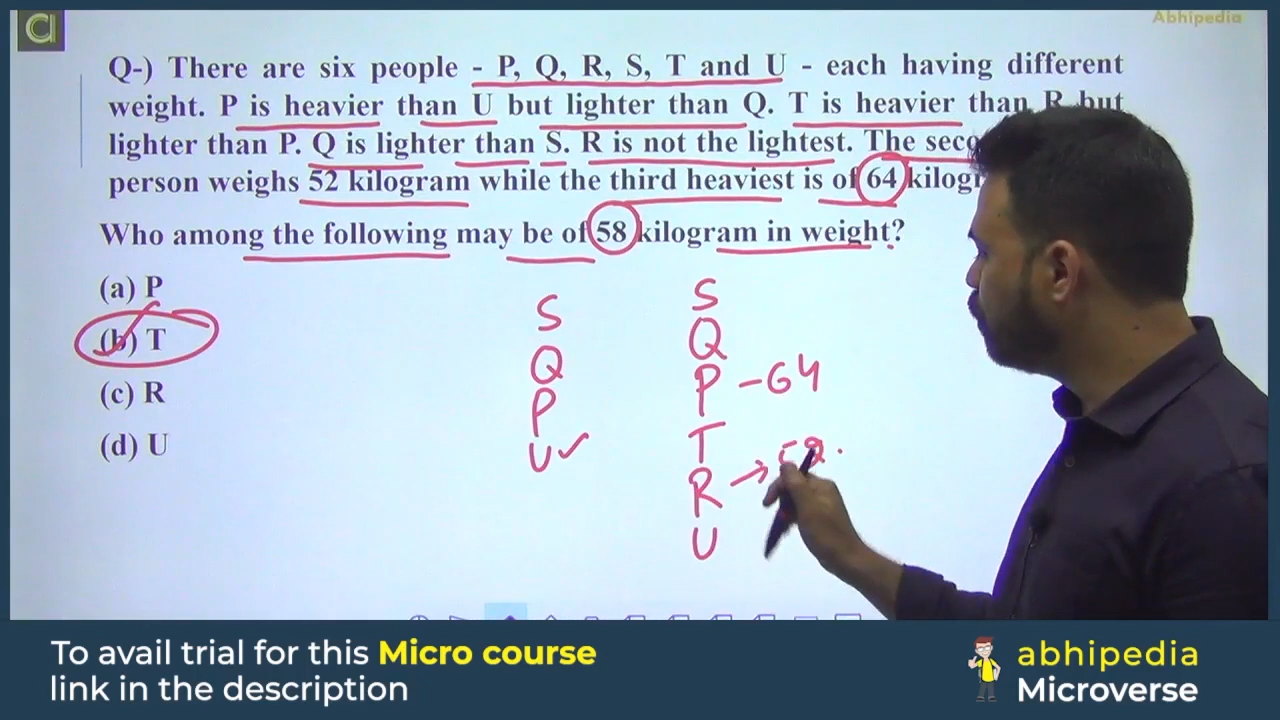 Abhipedia
Q-) There are six people - P, Q, R, S, T and U - each having different
weight. P is heavier than U but lighter than Q. T is heavier than R but
lighter than P. Q is lighter than S. R is not the lightest. The
person weighs 52 kilogram while the third heaviest is of 64
Who among the following may be of 58 kilogram in weight?
(a) P
(b) T
(c) R
(d) U
S
Q
P
U
S
Q
P - 64
T
R → 52
U
To avail trial for this Micro course
link in the description
abhipedia
Microverse